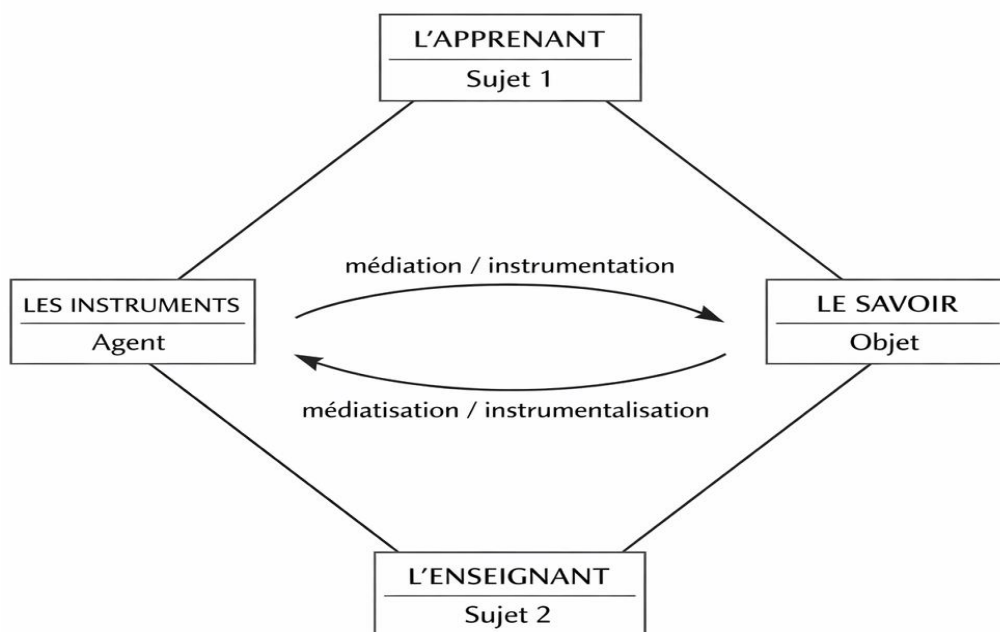 L'APPRENANT
Sujet 1
médiation / instrumentation
LES INSTRUMENTS
Agent
LE SAVOIR
Objet
médiatisation / instrumentalisation
L'ENSEIGNANT
Sujet 2